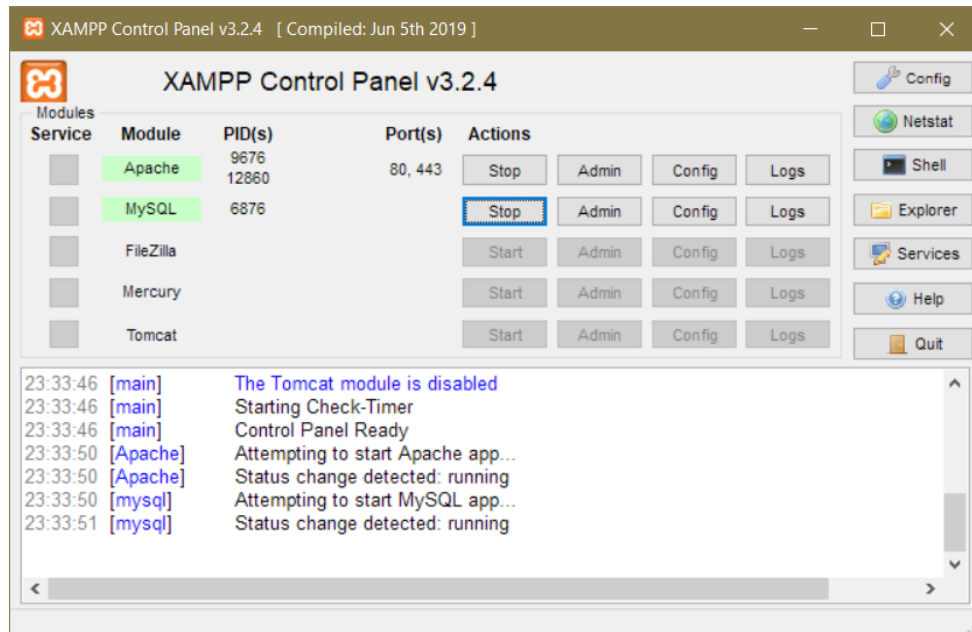 XAMPP Control Panel v3.2.4 [ Compiled: Jun 5th 2019 ]
XAMPP Control Panel v3.2.4
Config
Modules
Service Module PID(s) Port(s) Actions
Netstat
Apache 9676 12860 80, 443 Stop Admin Config Logs
Shell
MySQL 6876 Stop Admin Config Logs
Explorer
FileZilla Start Admin Config Logs
Services
Mercury Start Admin Config Logs
Help
Tomcat Start Admin Config Logs
Quit
23:33:46 [main] The Tomcat module is disabled
23:33:46 [main] Starting Check-Timer
23:33:46 [main] Control Panel Ready
23:33:50 [Apache] Attempting to start Apache app...
23:33:50 [Apache] Status change detected: running
23:33:50 [mysql] Attempting to start MySQL app...
23:33:51 [mysql] Status change detected: running